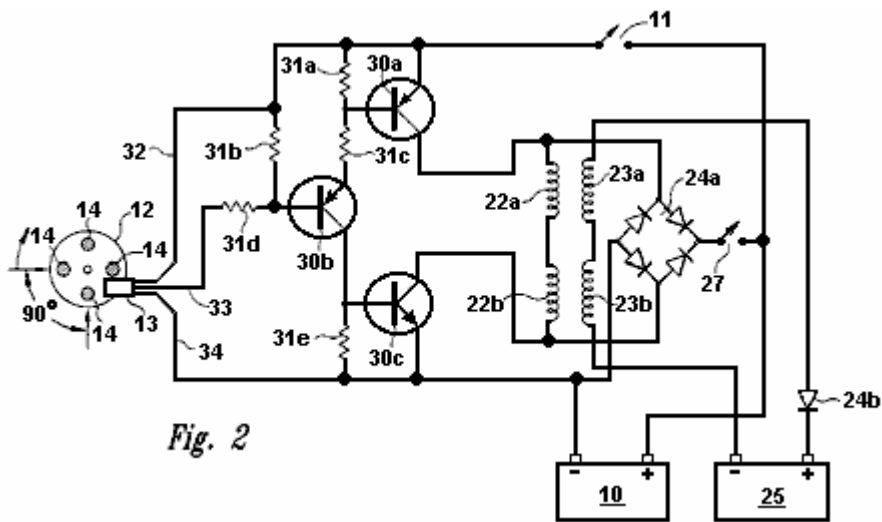 11
31a
30a
32
31b
31c
23a
24a
22a
14
12
14
14
31d
30b
33
27
90°
14
13
31e
22b
23b
34
30c
24b
Fig. 2
- +
- +
10
25